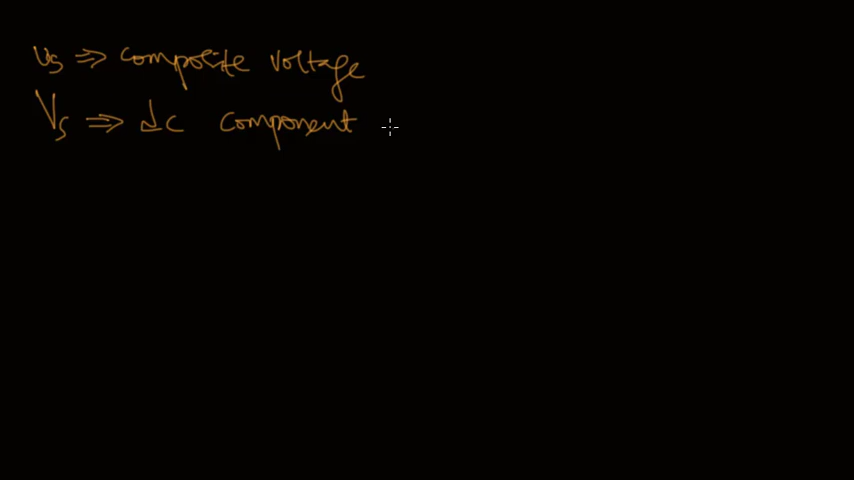 vs ⇒ composite voltage
Vs ⇒ dc component